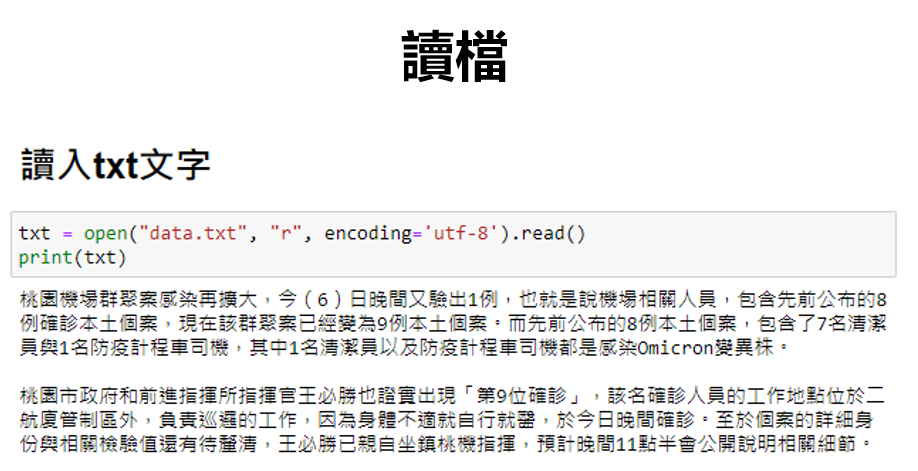 讀檔
讀入txt文字
txt = open("data.txt", "r", encoding='utf-8').read()
print(txt)
桃園機場群聚案感染再擴大，今（6）日晚間又驗出1例，也就是說機場相關人員，包含先前公布的8
例確診本土個案，現在該群聚案已經變為9例本土個案。而先前公布的8例本土個案，包含了7名清潔
員與1名防疫計程車司機，其中1名清潔員以及防疫計程車司機都是感染Omicron變異株。
桃園市政府和前進指揮所指揮官王必勝也證實出現「第9位確診」，該名確診人員的工作地點位於二
航廈管制區外，負責巡邏的工作，因為身體不適就自行就醫，於今日晚間確診。至於個案的詳細身
份與相關檢驗值還有待釐清，王必勝已親自坐鎮桃機指揮，預計晚間11點半會公開說明相關細節。